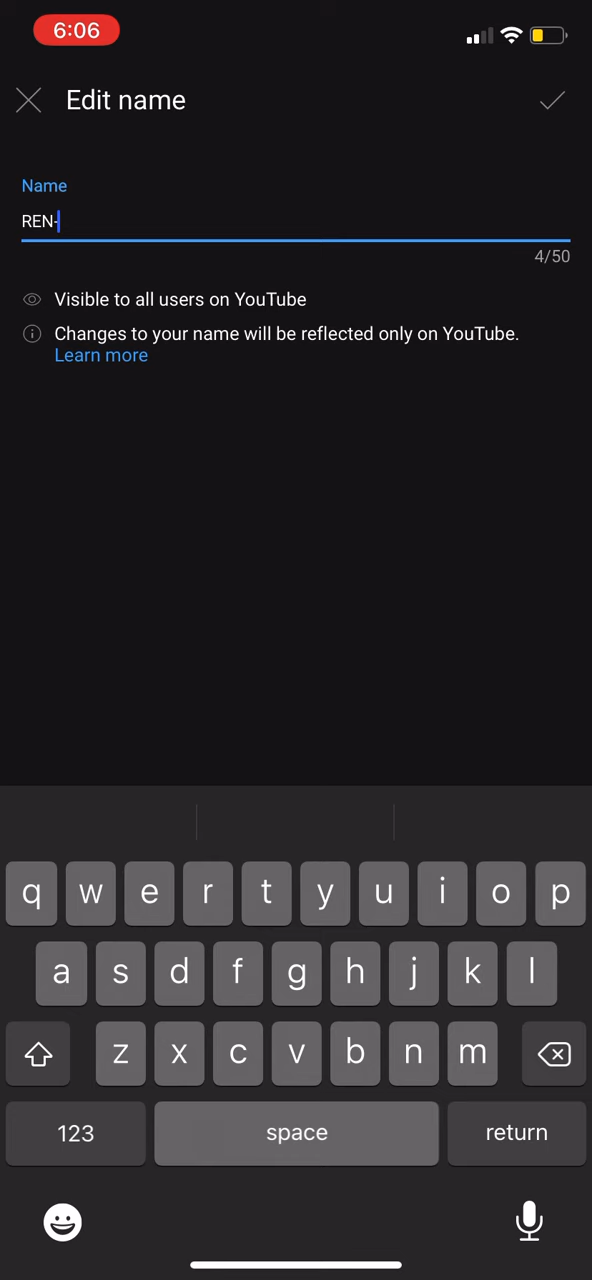 6:06
Edit name
Name
REN-
4/50
Visible to all users on YouTube
Changes to your name will be reflected only on YouTube.
Learn more
q w e r t y u i o p
a s d f g h j k l
z x c v b n m
123 space return